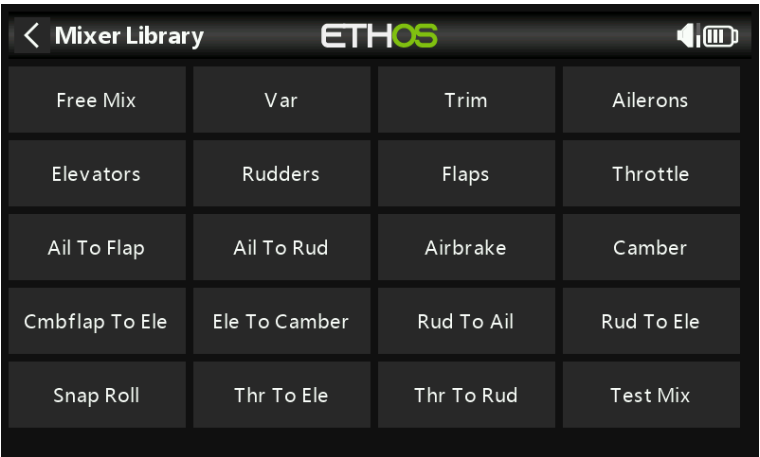 Mixer Library ETHOS
Free Mix Var Trim Ailerons
Elevators Rudders Flaps Throttle
Ail To Flap Ail To Rud Airbrake Camber
Cmbflap To Ele Ele To Camber Rud To Ail Rud To Ele
Snap Roll Thr To Ele Thr To Rud Test Mix